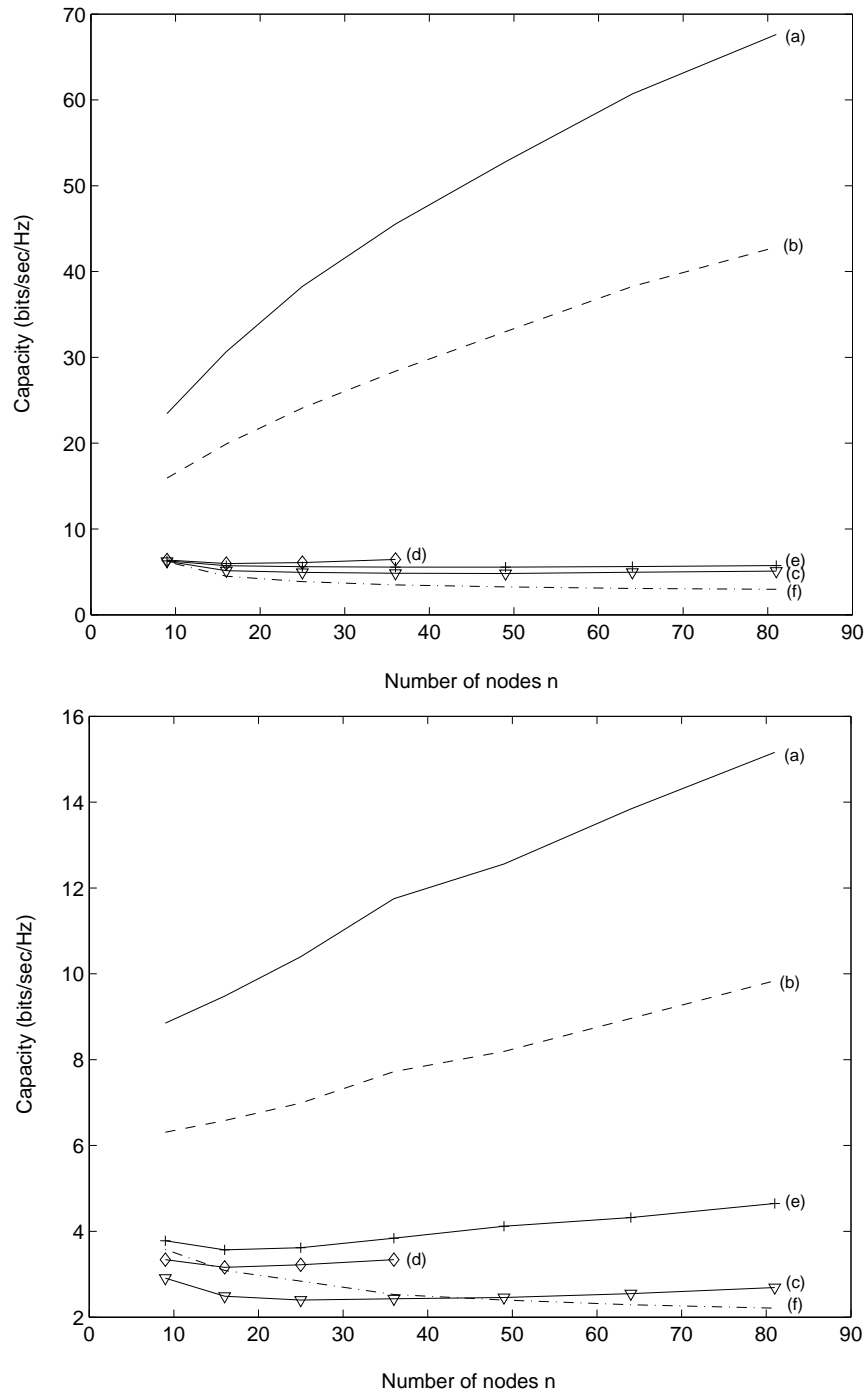 70
60
50
40
30
20
10
0
Capacity (bits/sec/Hz)
(a)
(b)
(d)
(e)
(c)
(f)
0 10 20 30 40 50 60 70 80 90
Number of nodes n
16
14
12
10
8
6
4
2
Capacity (bits/sec/Hz)
(a)
(b)
(e)
(d)
(c)
(f)
0 10 20 30 40 50 60 70 80 90
Number of nodes n